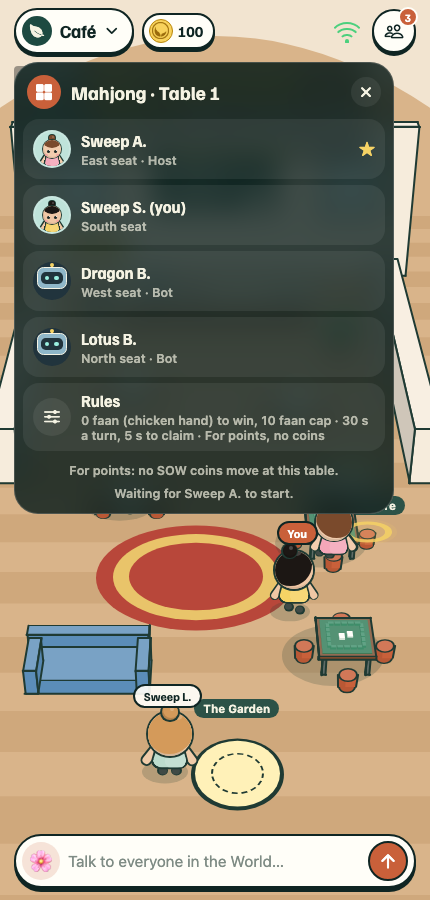 Café
100
3
Mahjong · Table 1
Sweep A.
East seat · Host
Sweep S. (you)
South seat
Dragon B.
West seat · Bot
Lotus B.
North seat · Bot
Rules
0 faan (chicken hand) to win, 10 faan cap · 30 s
a turn, 5 s to claim · For points, no coins
For points: no SOW coins move at this table.
Waiting for Sweep A. to start.
You
Sweep L.
The Garden
Talk to everyone in the World...